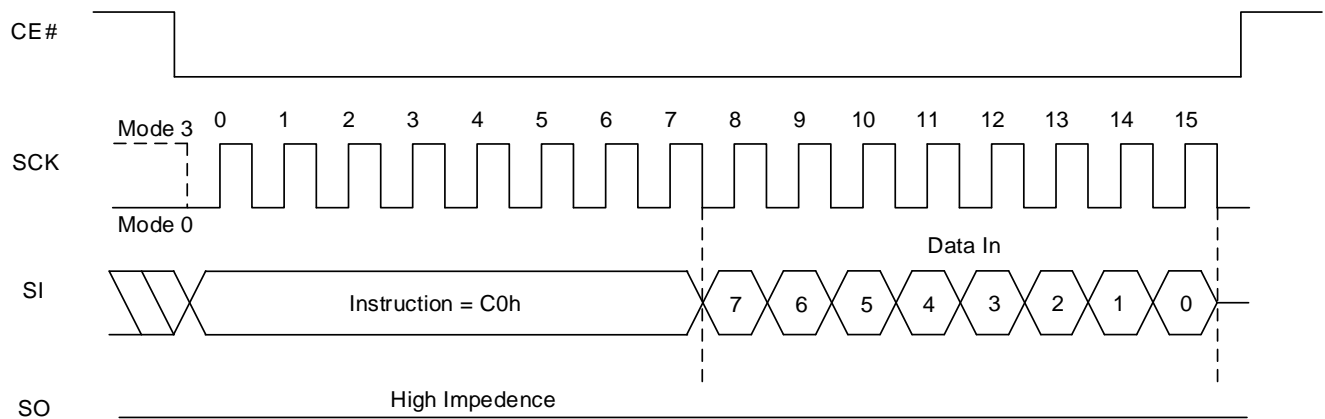 CE#
Mode 3
0 1 2 3 4 5 6 7 8 9 10 11 12 13 14 15
SCK
Mode 0
Data In
SI
Instruction = C0h
7 6 5 4 3 2 1 0
High Impedence
SO